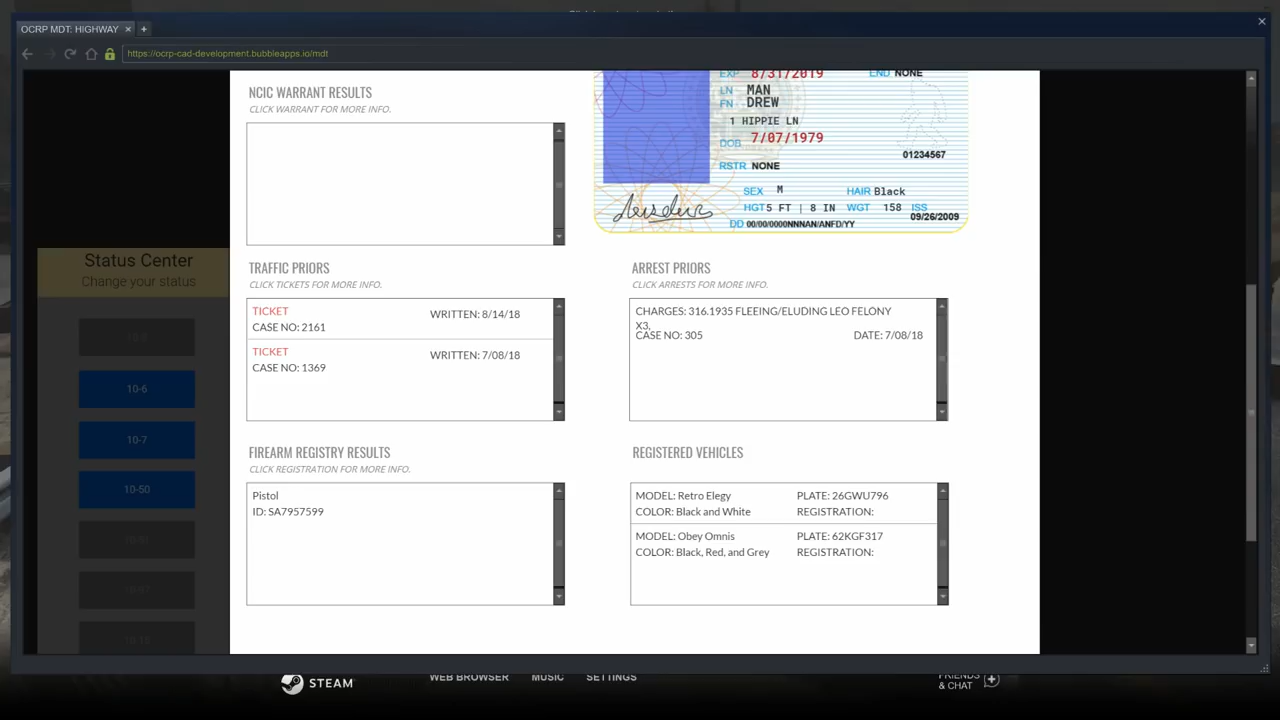 OCRP MDT: HIGHWAY
https://ocrp-cad-development.bubbleapps.io/mdt
NCIC WARRANT RESULTS
CLICK WARRANT FOR MORE INFO.
EXP 8/31/2019 END NONE
LN MAN
FN DREW
1 HIPPIE LN
DOB 7/07/1979
01234567
RSTR NONE
SEX M HAIR Black
HGT 5 FT | 8 IN WGT 158 ISS
09/26/2009
DD 00/00/0000NNNAN/ANFD/YY
Status Center
Change your status
10-6
10-7
10-50
TRAFFIC PRIORS
CLICK TICKETS FOR MORE INFO.
TICKET
CASE NO: 2161
WRITTEN: 8/14/18
TICKET
CASE NO: 1369
WRITTEN: 7/08/18
ARREST PRIORS
CLICK ARRESTS FOR MORE INFO.
CHARGES: 316.1935 FLEEING/ELUDING LEO FELONY
X3,
CASE NO: 305 DATE: 7/08/18
FIREARM REGISTRY RESULTS
CLICK REGISTRATION FOR MORE INFO.
Pistol
ID: SA7957599
REGISTERED VEHICLES
MODEL: Retro Elegy PLATE: 26GWU796
COLOR: Black and White REGISTRATION:
MODEL: Obey Omnis PLATE: 62KGF317
COLOR: Black, Red, and Grey REGISTRATION:
STEAM
WEB BROWSER MUSIC SETTINGS
FRIENDS
& CHAT